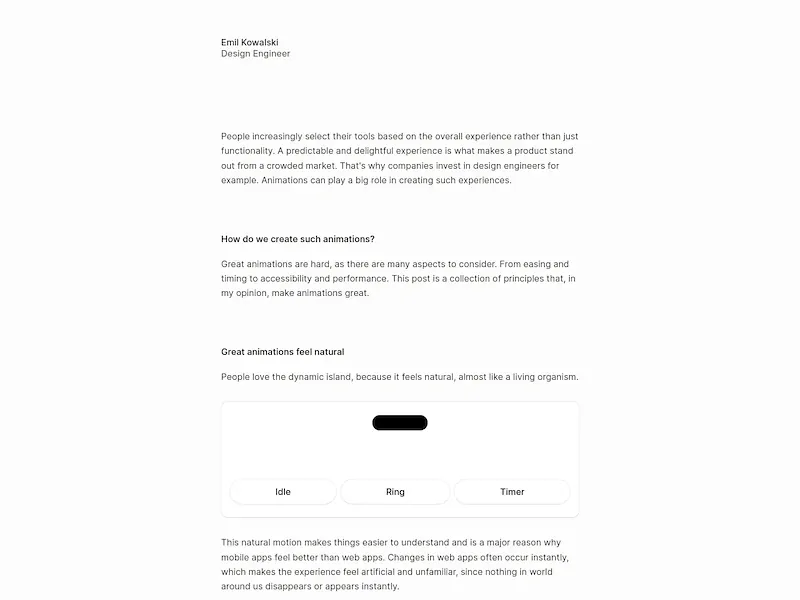 Emil Kowalski
Design Engineer
People increasingly select their tools based on the overall experience rather than just
functionality. A predictable and delightful experience is what makes a product stand
out from a crowded market. That's why companies invest in design engineers for
example. Animations can play a big role in creating such experiences.
How do we create such animations?
Great animations are hard, as there are many aspects to consider. From easing and
timing to accessibility and performance. This post is a collection of principles that, in
my opinion, make animations great.
Great animations feel natural
People love the dynamic island, because it feels natural, almost like a living organism.
Idle
Ring
Timer
This natural motion makes things easier to understand and is a major reason why
mobile apps feel better than web apps. Changes in web apps often occur instantly,
which makes the experience feel artificial and unfamiliar, since nothing in world
around us disappears or appears instantly.